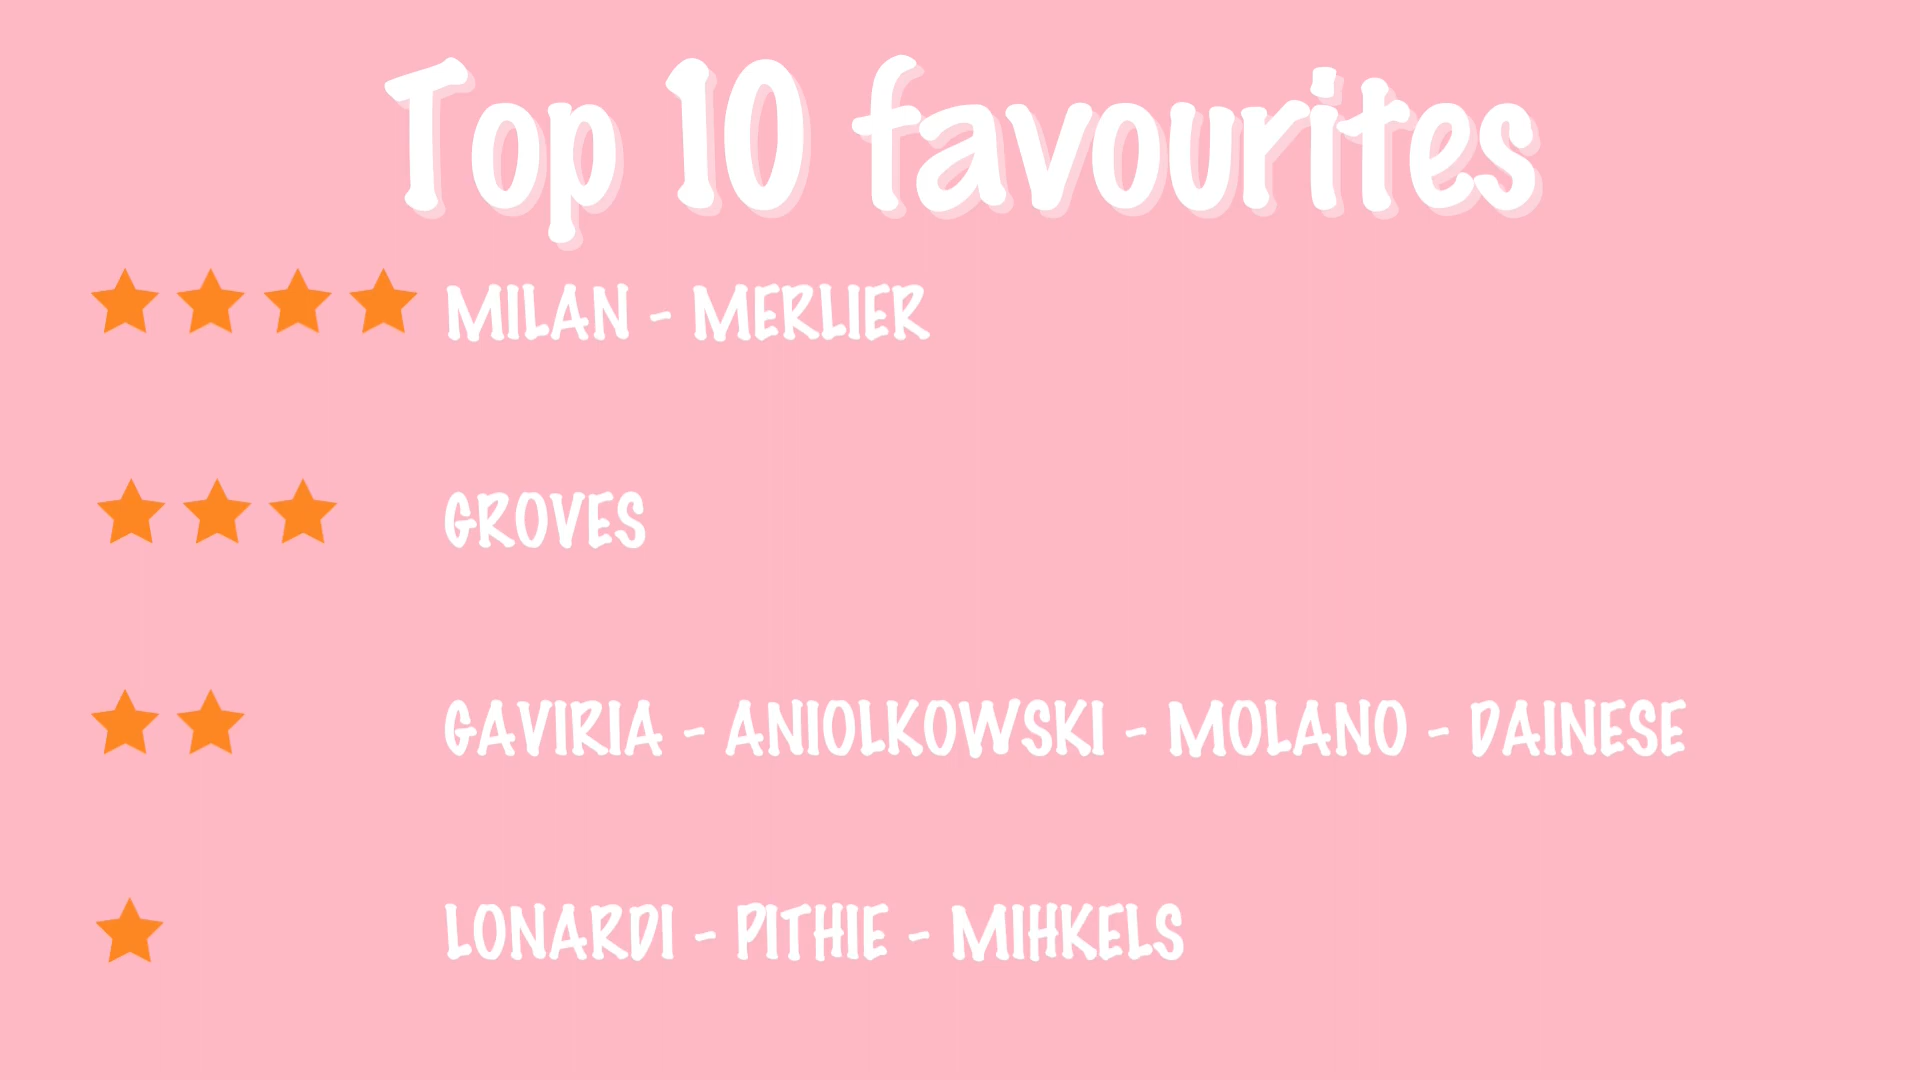 Top 10 favourites
MILAN - MERLIER
GROVES
GAVIRIA - ANIOLKOWSKI - MOLANO - DAINESE
LONARDI - PITHIE - MIHKELS